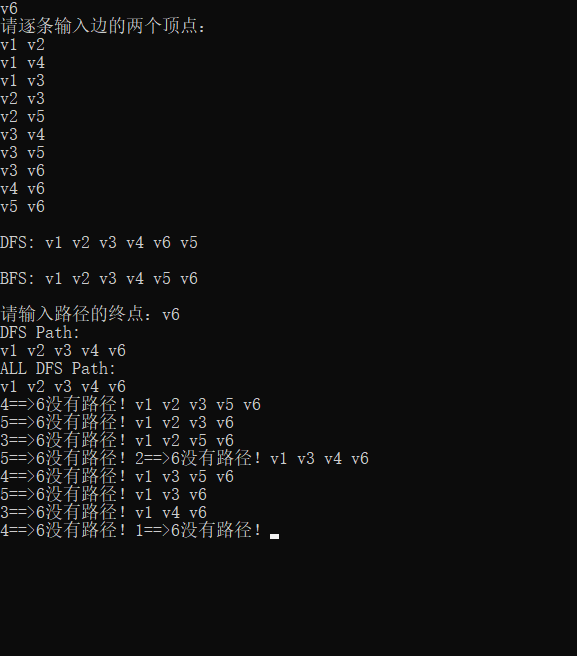 v6
请逐条输入边的两个顶点：
v1 v2
v1 v4
v1 v3
v2 v3
v2 v5
v3 v4
v3 v5
v3 v6
v4 v6
v5 v6
DFS: v1 v2 v3 v4 v6 v5
BFS: v1 v2 v3 v4 v5 v6
请输入路径的终点：v6
DFS Path:
v1 v2 v3 v4 v6
ALL DFS Path:
v1 v2 v3 v4 v6
4==>6没有路径！v1 v2 v3 v5 v6
5==>6没有路径！v1 v2 v3 v6
3==>6没有路径！v1 v2 v5 v6
5==>6没有路径！2==>6没有路径！v1 v3 v4 v6
4==>6没有路径！v1 v3 v5 v6
5==>6没有路径！v1 v3 v6
3==>6没有路径！v1 v4 v6
4==>6没有路径！1==>6没有路径！